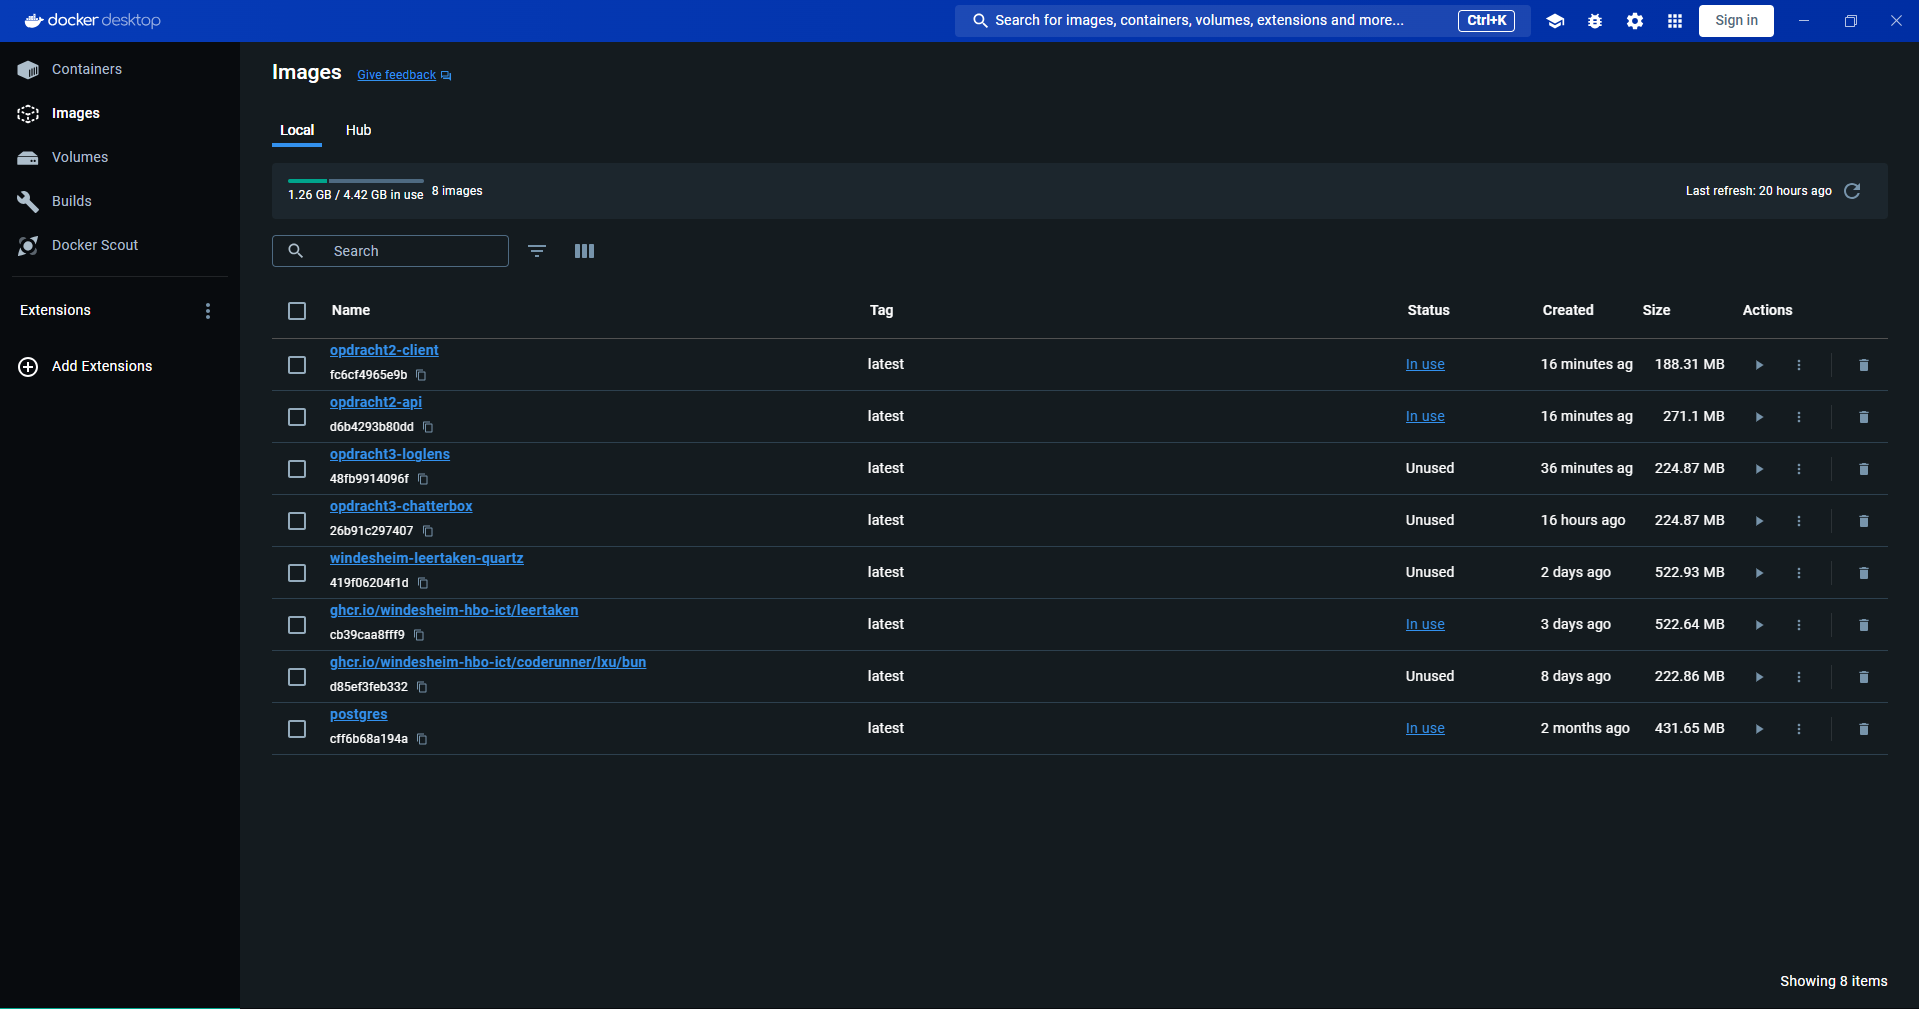 docker desktop
Search for images, containers, volumes, extensions and more...
Ctrl+K
Sign in
Containers
Images
Volumes
Builds
Docker Scout
Extensions
Add Extensions
Images
Give feedback
Local Hub
1.26 GB / 4.42 GB in use 8 images
Last refresh: 20 hours ago
Search
Name Tag Status Created Size Actions
opdracht2-client
fc6cf4965e9b
latest In use 16 minutes ag 188.31 MB
opdracht2-api
d6b4293b80dd
latest In use 16 minutes ag 271.1 MB
opdracht3-loglens
48fb9914096f
latest Unused 36 minutes ag 224.87 MB
opdracht3-chatterbox
26b91c297407
latest Unused 16 hours ago 224.87 MB
windesheim-leertaken-quartz
419f06204f1d
latest Unused 2 days ago 522.93 MB
ghcr.io/windesheim-hbo-ict/leertaken
cb39caa8fff9
latest In use 3 days ago 522.64 MB
ghcr.io/windesheim-hbo-ict/coderunner/lxu/bun
d85ef3feb332
latest Unused 8 days ago 222.86 MB
postgres
cff6b68a194a
latest In use 2 months ago 431.65 MB
Showing 8 items